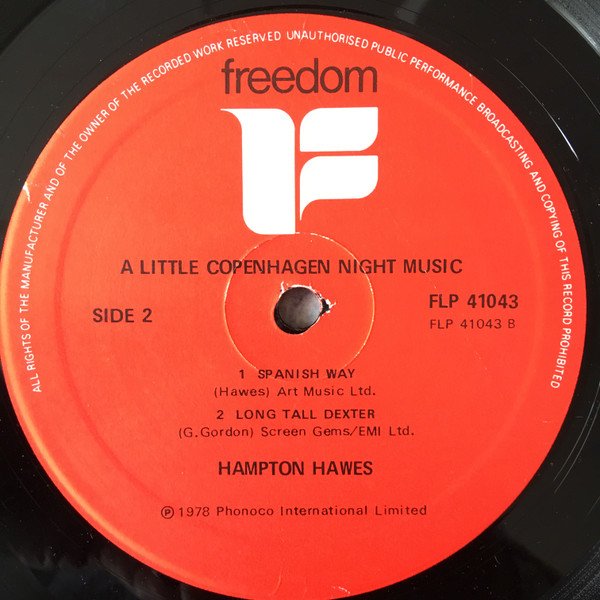 ALL RIGHTS OF THE MANUFACTURER AND OF THE OWNER OF THE RECORDED WORK RESERVED UNAUTHORISED PUBLIC PERFORMANCE BROADCASTING AND COPYING OF THIS RECORD PROHIBITED
freedom
F
A LITTLE COPENHAGEN NIGHT MUSIC
SIDE 2
FLP 41043
FLP 41043 B
1 SPANISH WAY
(Hawes) Art Music Ltd.
2 LONG TALL DEXTER
(G.Gordon) Screen Gems/EMI Ltd.
HAMPTON HAWES
℗ 1978 Phonoco International Limited